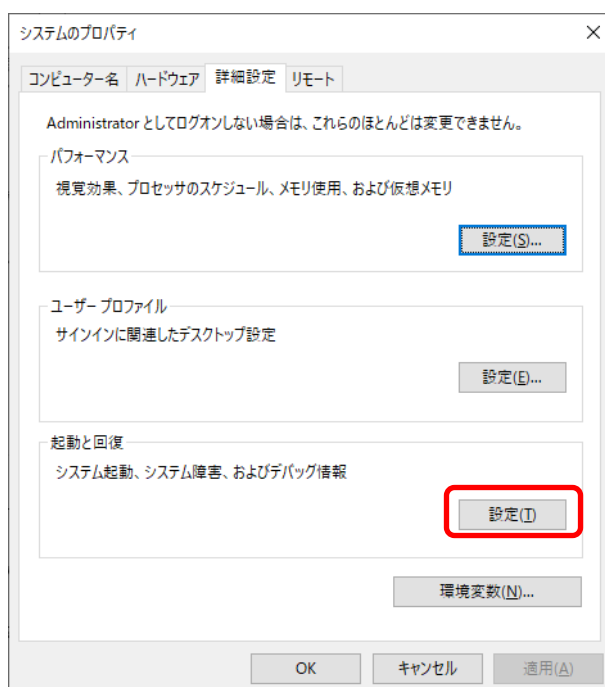 システムのプロパティ
コンピューター名 ハードウェア 詳細設定 リモート
Administrator としてログオンしない場合は、これらのほとんどは変更できません。
パフォーマンス
視覚効果、プロセッサのスケジュール、メモリ使用、および仮想メモリ
設定(S)...
ユーザー プロファイル
サインインに関連したデスクトップ設定
設定(E)...
起動と回復
システム起動、システム障害、およびデバッグ情報
設定(T)
環境変数(N)...
OK キャンセル 適用(A)